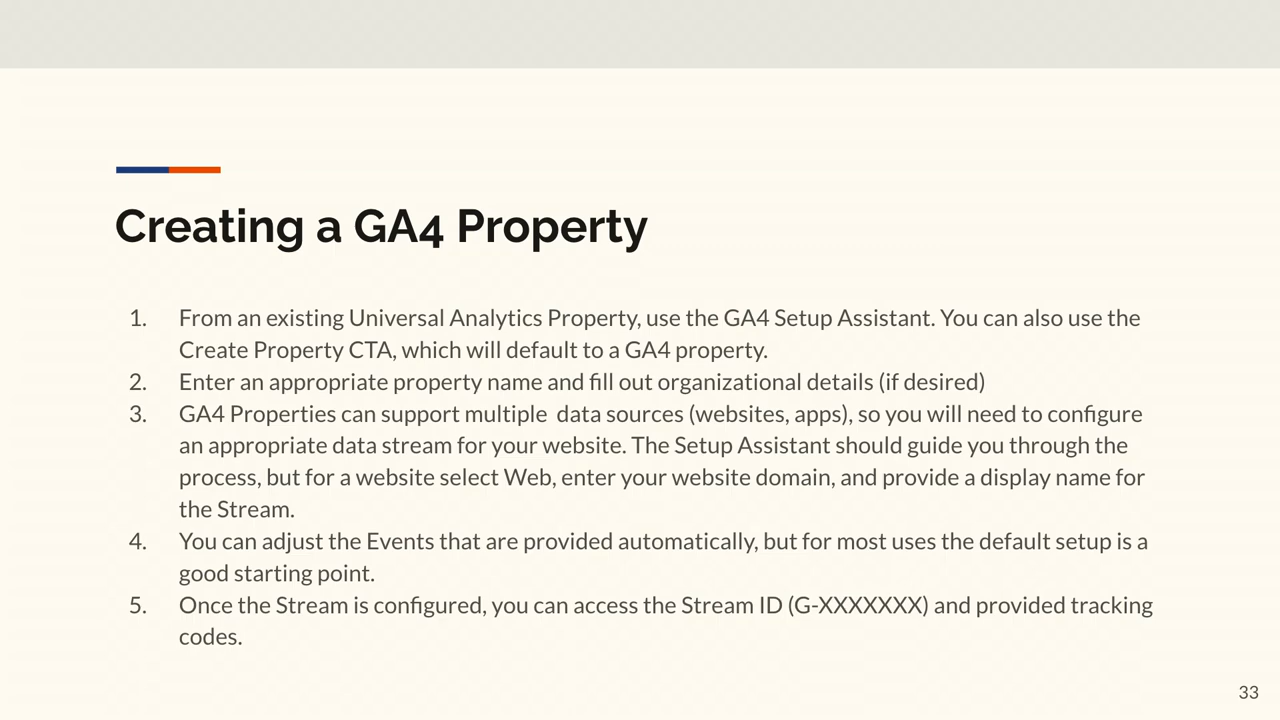 Creating a GA4 Property
1. From an existing Universal Analytics Property, use the GA4 Setup Assistant. You can also use the
Create Property CTA, which will default to a GA4 property.
2. Enter an appropriate property name and fill out organizational details (if desired)
3. GA4 Properties can support multiple  data sources (websites, apps), so you will need to configure
an appropriate data stream for your website. The Setup Assistant should guide you through the
process, but for a website select Web, enter your website domain, and provide a display name for
the Stream.
4. You can adjust the Events that are provided automatically, but for most uses the default setup is a
good starting point.
5. Once the Stream is configured, you can access the Stream ID (G-XXXXXXX) and provided tracking
codes.
33